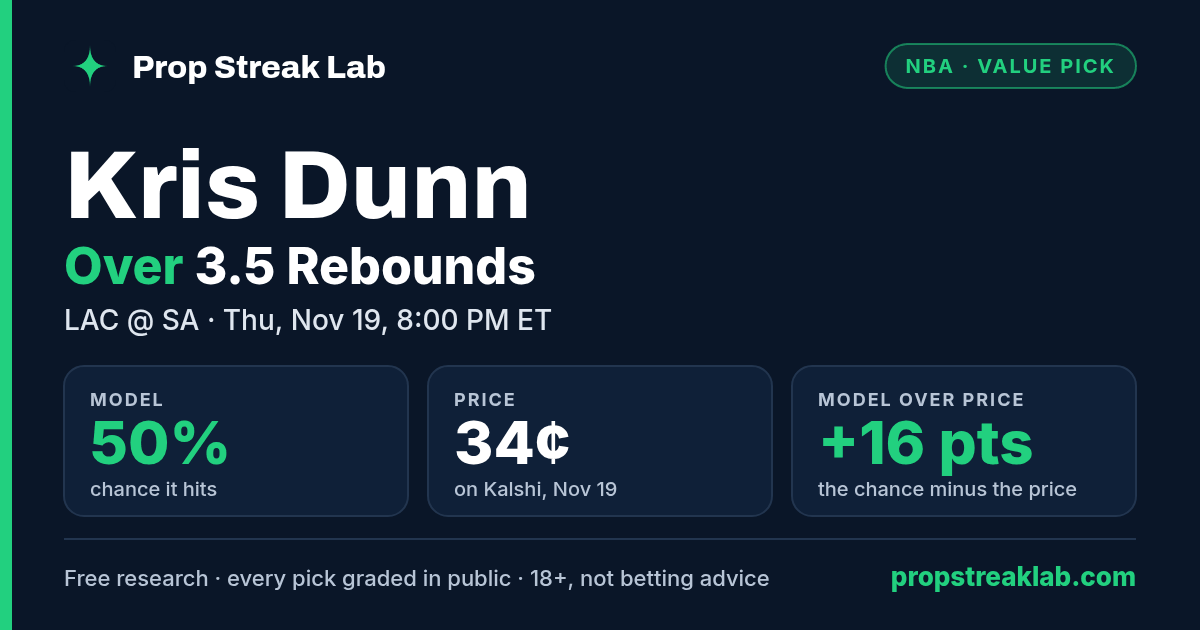 Prop Streak Lab
NBA · VALUE PICK
Kris Dunn
Over 3.5 Rebounds
LAC @ SA · Thu, Nov 19, 8:00 PM ET
MODEL
50%
chance it hits
PRICE
34¢
on Kalshi, Nov 19
MODEL OVER PRICE
+16 pts
the chance minus the price
Free research · every pick graded in public · 18+, not betting advice
propstreaklab.com